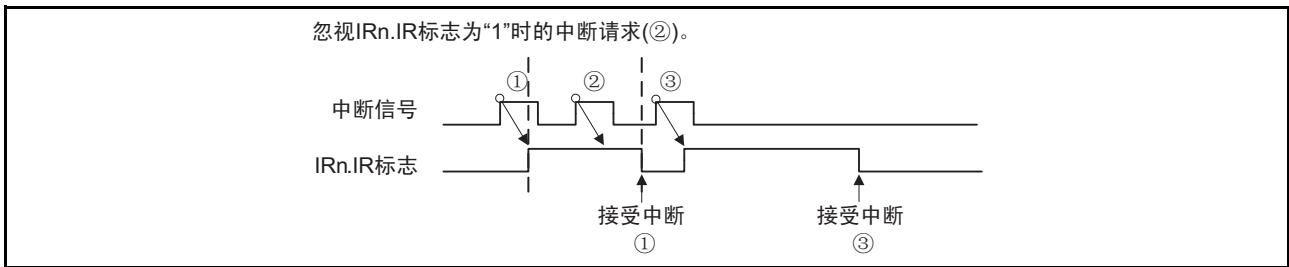 忽视IRn.IR标志为“1”时的中断请求(②)。
① ② ③
中断信号
IRn.IR标志
接受中断 接受中断
① ③